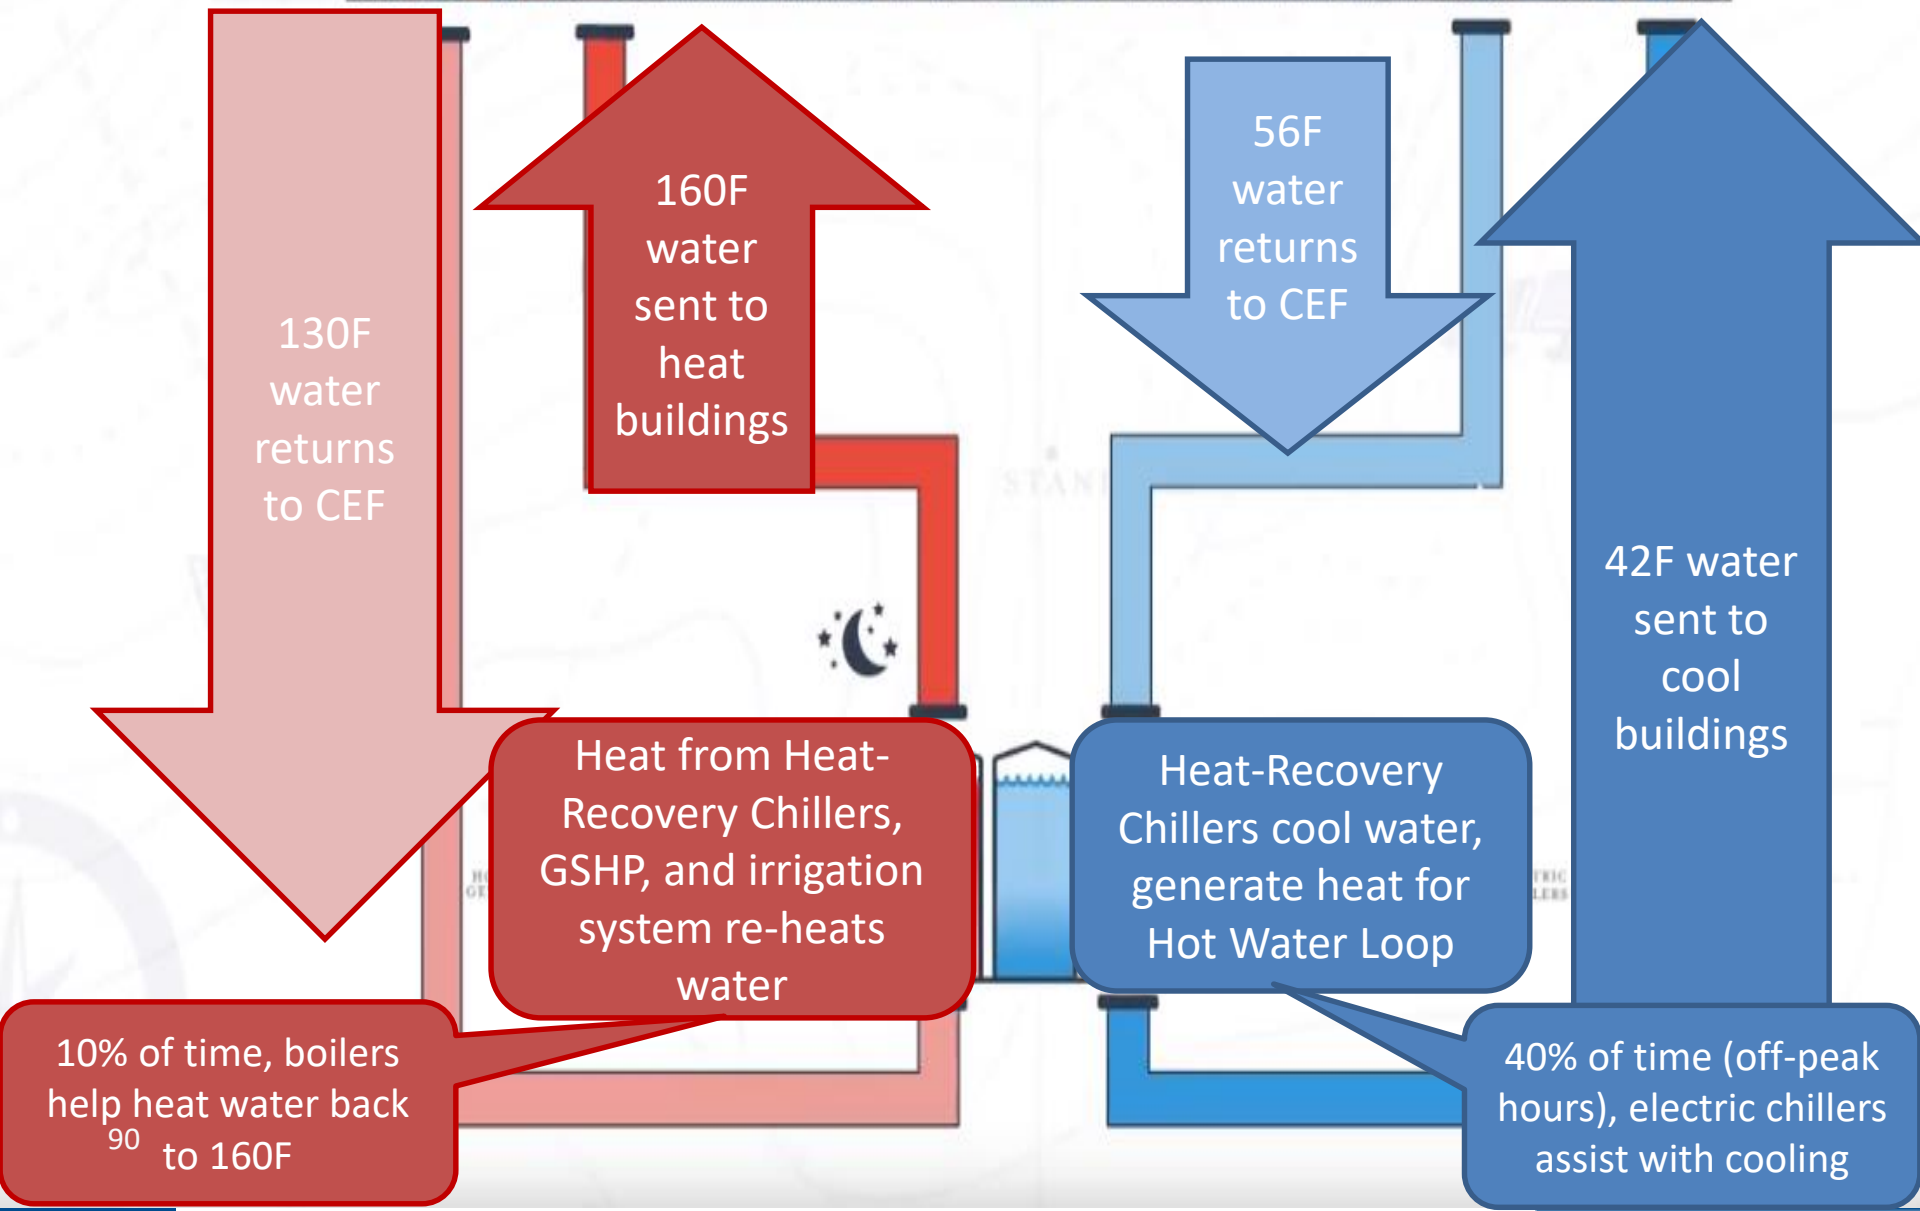 130F
water
returns
to CEF
160F
water
sent to
heat
buildings
56F
water
returns
to CEF
42F water
sent to
cool
buildings
STAN
Heat from Heat-
Recovery Chillers,
GSHP, and irrigation
system re-heats
water
Heat-Recovery
Chillers cool water,
generate heat for
Hot Water Loop
TRIC
LERS
10% of time, boilers
help heat water back
90 to 160F
40% of time (off-peak
hours), electric chillers
assist with cooling